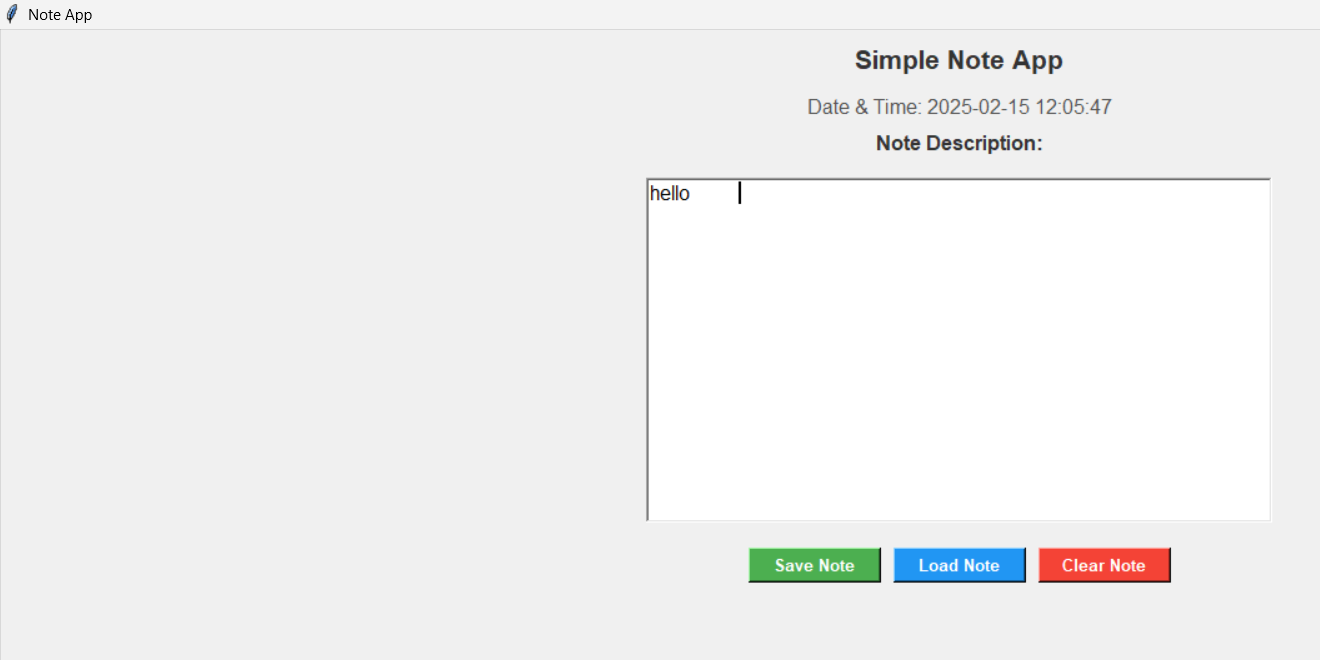 Note App
Simple Note App
Date & Time: 2025-02-15 12:05:47
Note Description:
hello
Save Note Load Note Clear Note